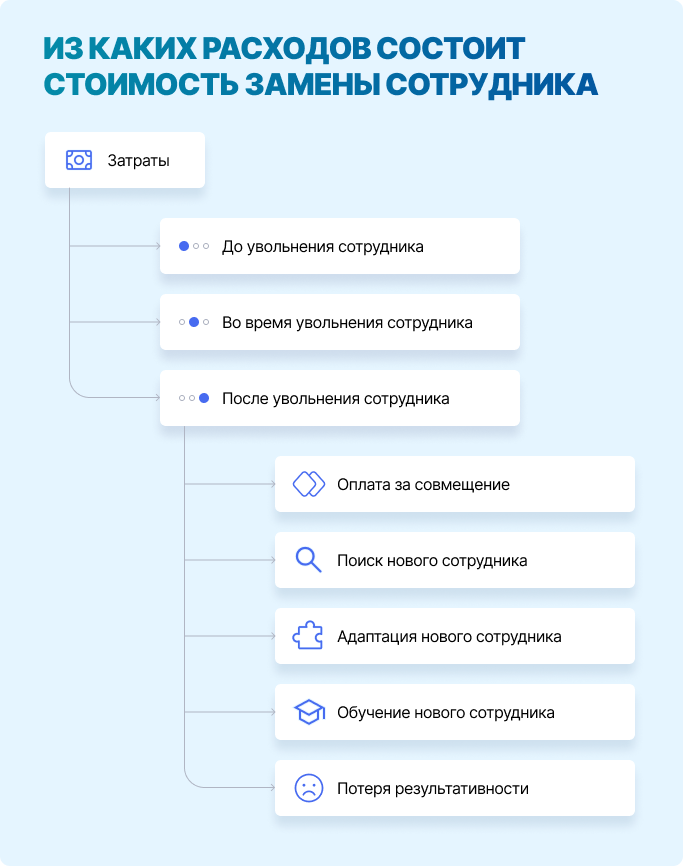 ИЗ КАКИХ РАСХОДОВ СОСТОИТ
СТОИМОСТЬ ЗАМЕНЫ СОТРУДНИКА
Затраты
До увольнения сотрудника
Во время увольнения сотрудника
После увольнения сотрудника
Оплата за совмещение
Поиск нового сотрудника
Адаптация нового сотрудника
Обучение нового сотрудника
Потеря результативности